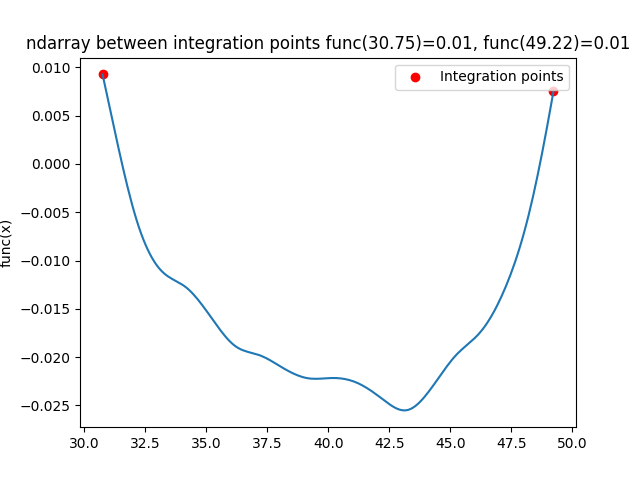 ndarray between integration points func(30.75)=0.01, func(49.22)=0.01
Integration points
0.010
0.005
0.000
−0.005
−0.010
−0.015
−0.020
−0.025
func(x)
30.0 32.5 35.0 37.5 40.0 42.5 45.0 47.5 50.0